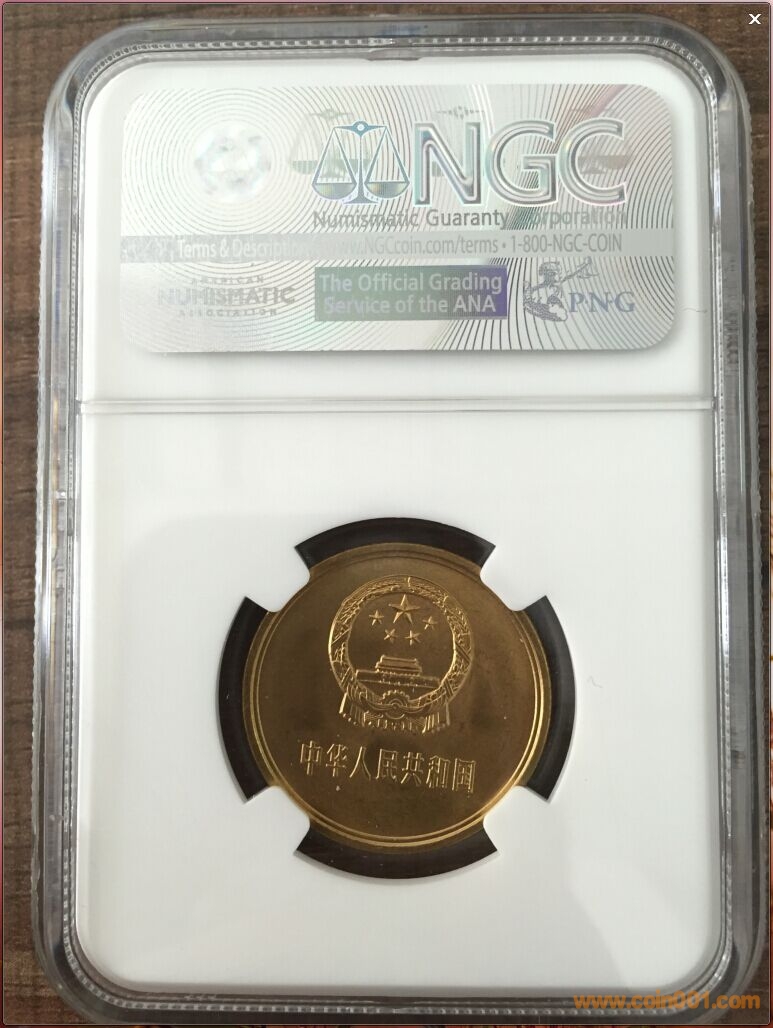 X
NGC
Numismatic Guaranty Corporation
Terms & Descriptions www.NGCcoin.com/terms • 1-800-NGC-COIN
AMERICAN
NUMISMATIC
ASSOCIATION
The Official Grading
Service of the ANA
PNG
中华人民共和国
www.coin001.com